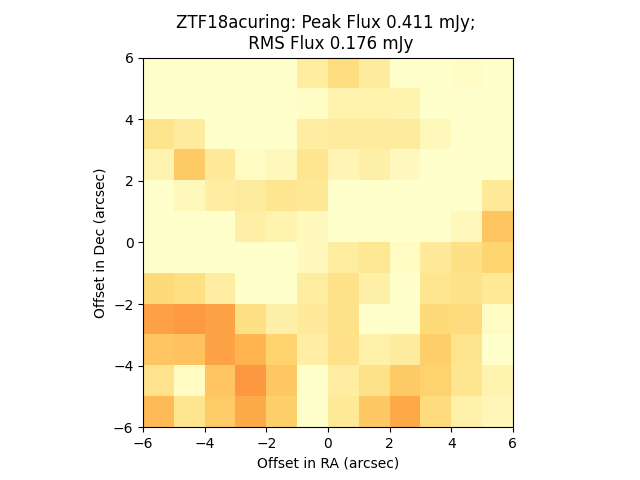 ZTF18acuring: Peak Flux 0.411 mJy;
RMS Flux 0.176 mJy
6
4
2
0
−2
−4
−6
Offset in Dec (arcsec)
−6 −4 −2 0 2 4 6
Offset in RA (arcsec)